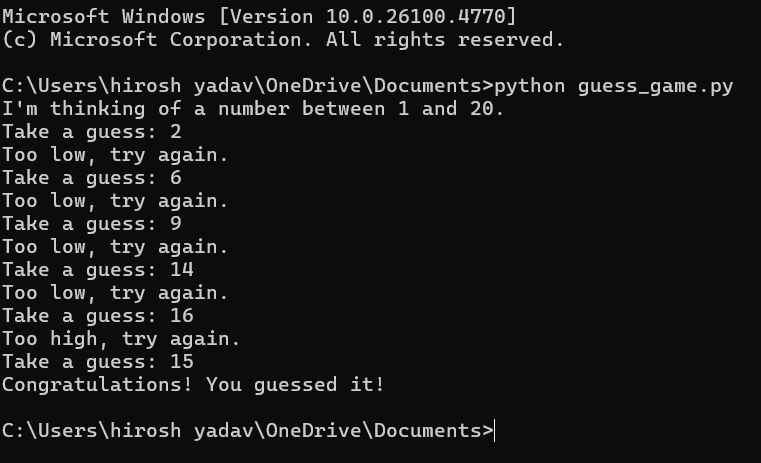 Microsoft Windows [Version 10.0.26100.4770]
(c) Microsoft Corporation. All rights reserved.
C:\Users\hirosh yadav\OneDrive\Documents>python guess_game.py
I'm thinking of a number between 1 and 20.
Take a guess: 2
Too low, try again.
Take a guess: 6
Too low, try again.
Take a guess: 9
Too low, try again.
Take a guess: 14
Too low, try again.
Take a guess: 16
Too high, try again.
Take a guess: 15
Congratulations! You guessed it!
C:\Users\hirosh yadav\OneDrive\Documents>